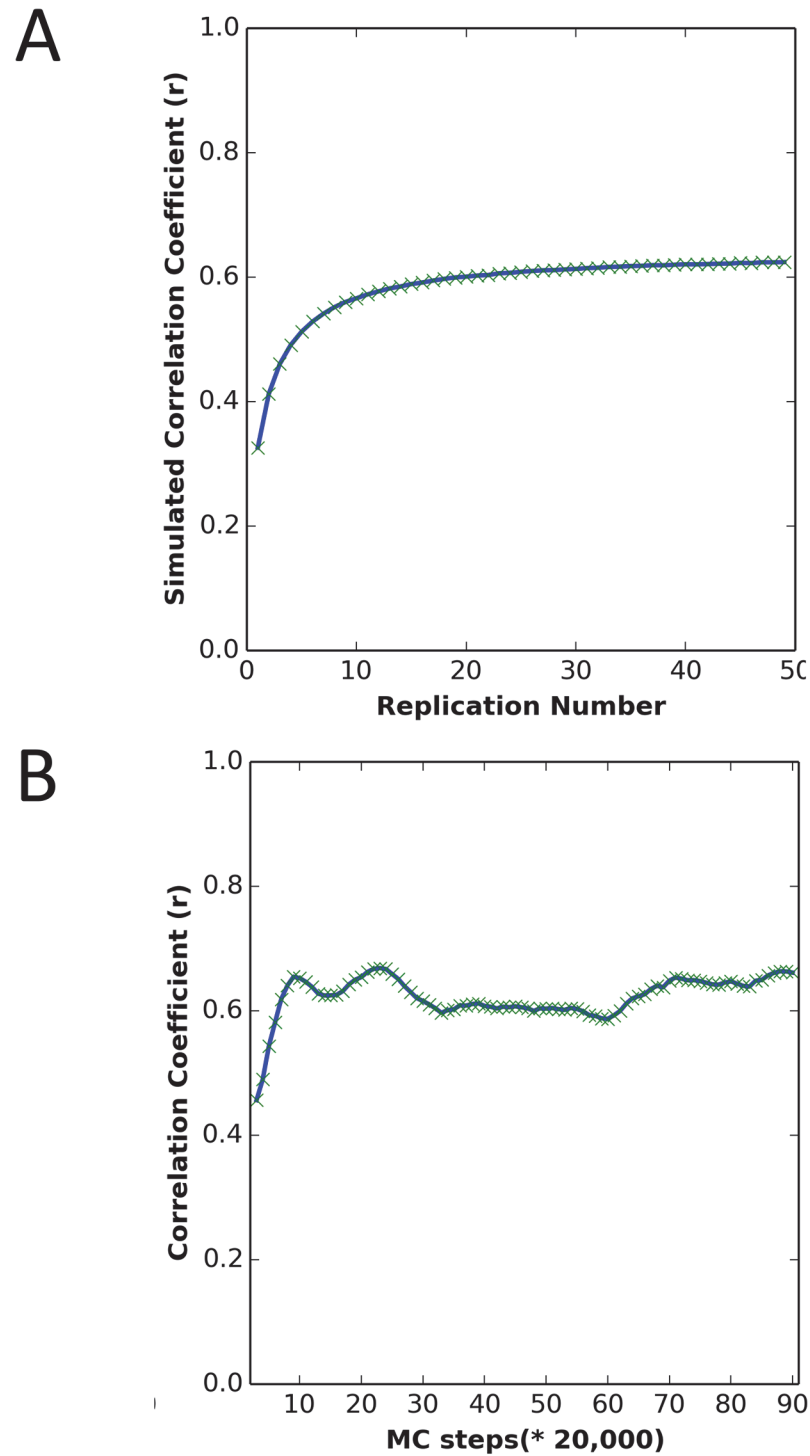 A
Simulated Correlation Coefficient (r)
1.0
0.8
0.6
0.4
0.2
0.0
0 10 20 30 40 50
Replication Number
B
Correlation Coefficient (r)
1.0
0.8
0.6
0.4
0.2
0.0
10 20 30 40 50 60 70 80 90
MC steps(* 20,000)